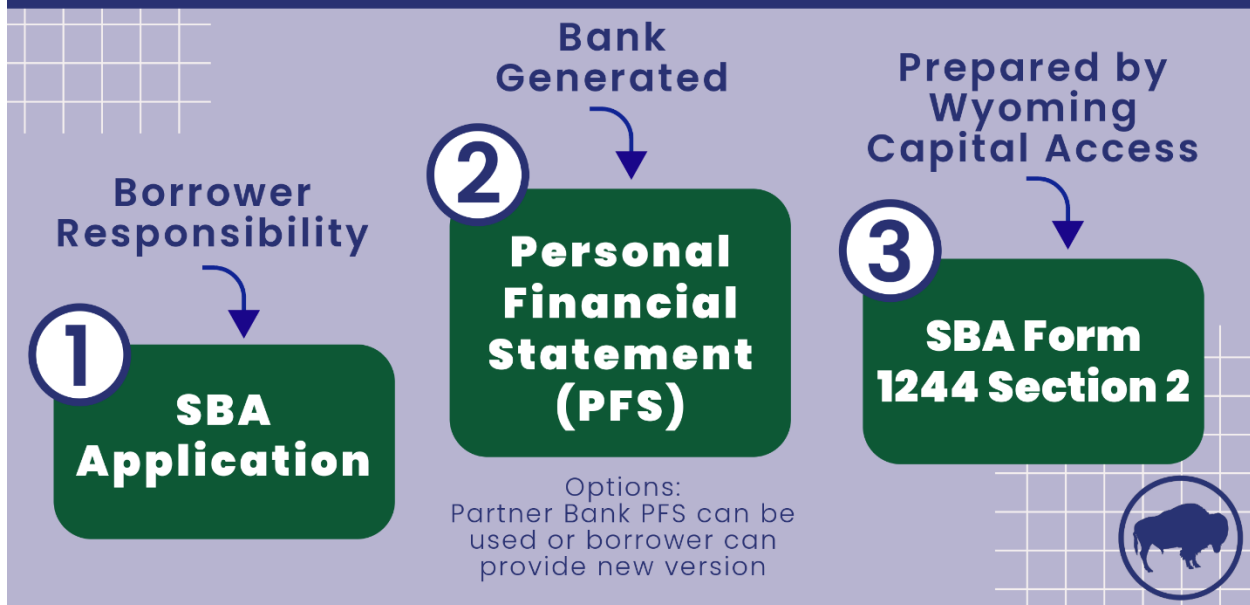 Borrower
Responsibility
1
SBA
Application
Bank
Generated
2
Personal
Financial
Statement
(PFS)
Options:
Partner Bank PFS can be
used or borrower can
provide new version
Prepared by
Wyoming
Capital Access
3
SBA Form
1244 Section 2